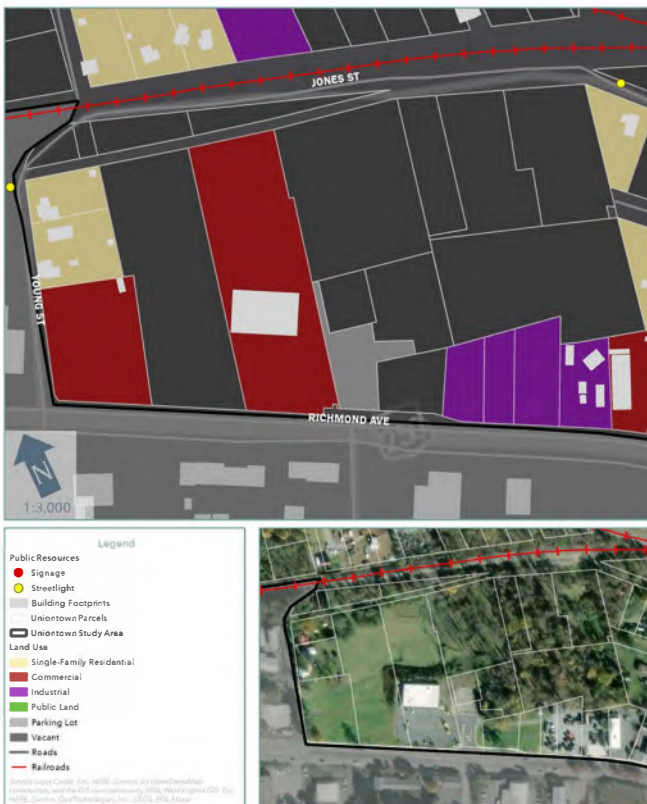 JONES ST
YOUNG ST
RICHMOND AVE
N
1:3,000
Legend
Public Resources
Signage
Streetlight
Building Footprints
Uniontown Parcels
Uniontown Study Area
Land Use
Single-Family Residential
Commercial
Industrial
Public Land
Parking Lot
Vacant
Roads
Railroads